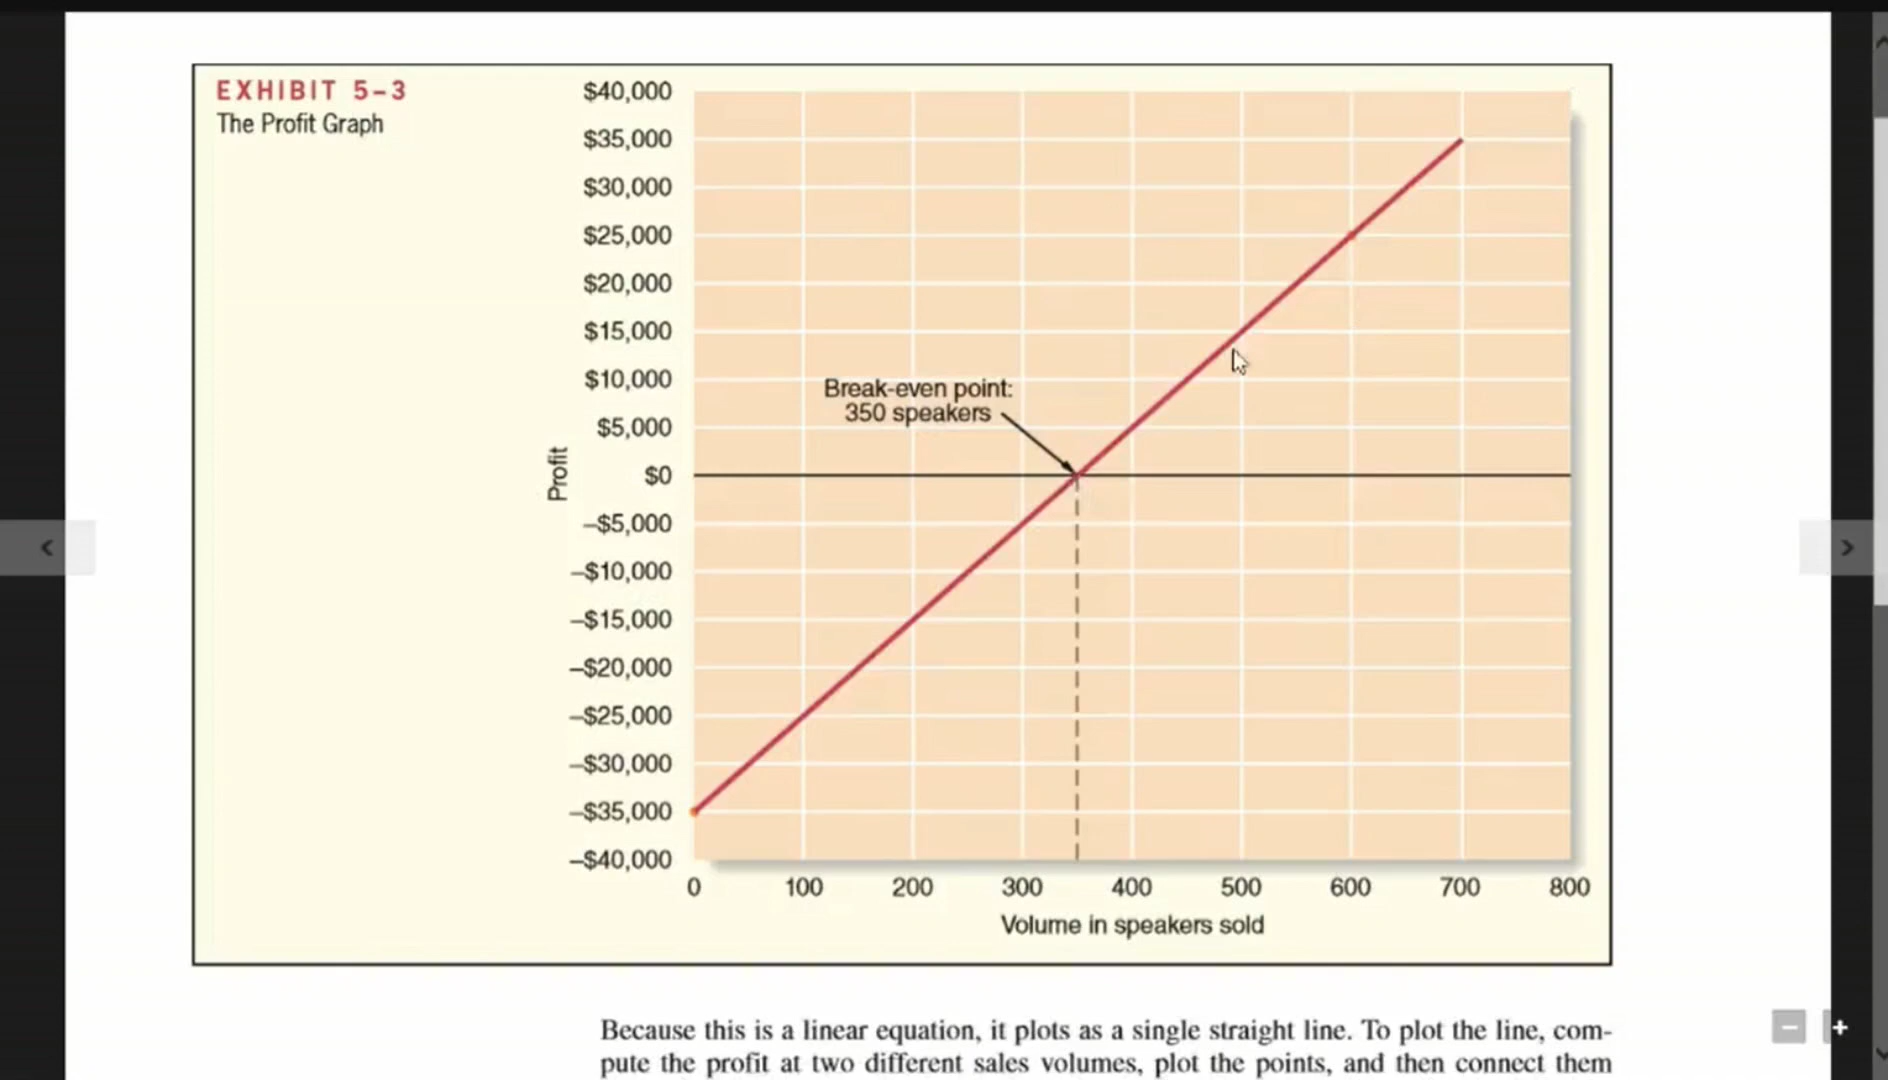 EXHIBIT 5–3
The Profit Graph
$40,000
$35,000
$30,000
$25,000
$20,000
$15,000
$10,000
$5,000
$0
–$5,000
–$10,000
–$15,000
–$20,000
–$25,000
–$30,000
–$35,000
–$40,000
Profit
Break-even point:
350 speakers
0 100 200 300 400 500 600 700 800
Volume in speakers sold
Because this is a linear equation, it plots as a single straight line. To plot the line, com-
pute the profit at two different sales volumes, plot the points, and then connect them